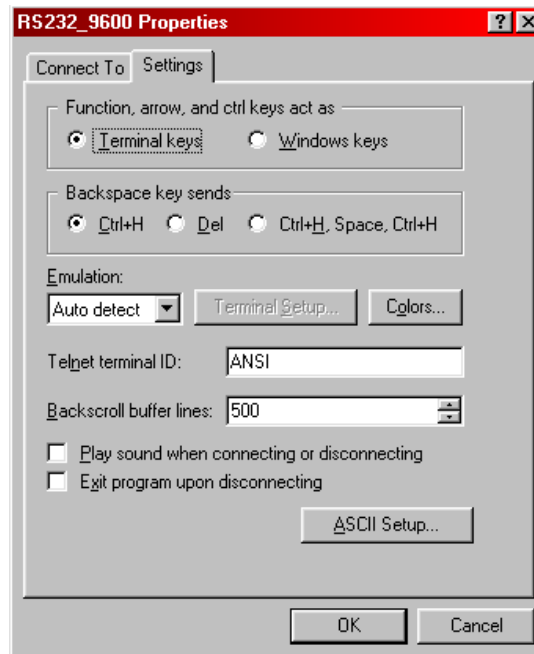 RS232_9600 Properties
Connect To Settings
Function, arrow, and ctrl keys act as
Terminal keys Windows keys
Backspace key sends
Ctrl+H Del Ctrl+H, Space, Ctrl+H
Emulation:
Auto detect Terminal Setup... Colors...
Telnet terminal ID: ANSI
Backscroll buffer lines: 500
Play sound when connecting or disconnecting
Exit program upon disconnecting
ASCII Setup...
OK Cancel